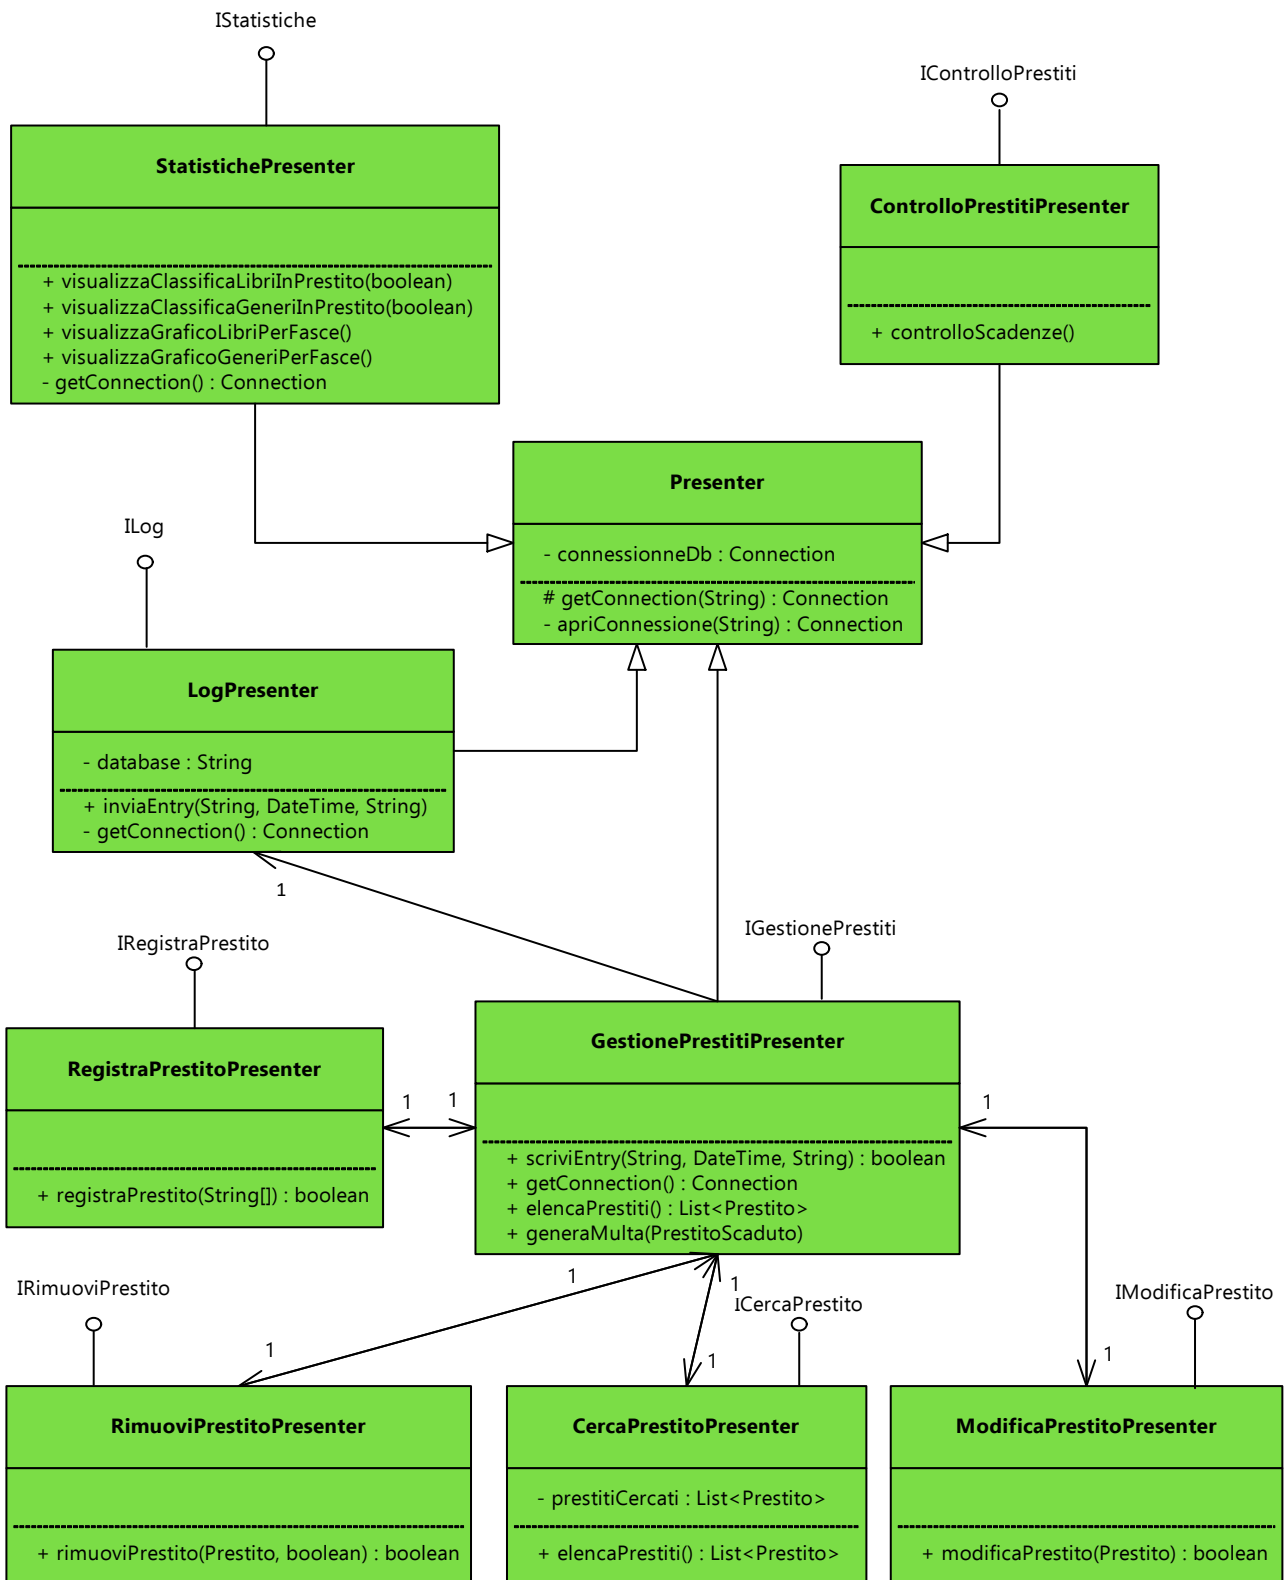 IStatistiche
IControlloPrestiti
StatistichePresenter
+ visualizzaClassificaLibriInPrestito(boolean)
+ visualizzaClassificaGeneriInPrestito(boolean)
+ visualizzaGraficoLibriPerFasce()
+ visualizzaGraficoGeneriPerFasce()
- getConnection() : Connection
ControlloPrestitiPresenter
+ controlloScadenze()
Presenter
- connessionneDb : Connection
# getConnection(String) : Connection
- apriConnessione(String) : Connection
ILog
LogPresenter
- database : String
+ inviaEntry(String, DateTime, String)
- getConnection() : Connection
1
IRegistraPrestito
IGestionePrestiti
RegistraPrestitoPresenter
+ registraPrestito(String[]) : boolean
1
1
GestionePrestitiPresenter
+ scriviEntry(String, DateTime, String) : boolean
+ getConnection() : Connection
+ elencaPrestiti() : List<Prestito>
+ generaMulta(PrestitoScaduto)
1
1
1
IRimuoviPrestito
ICercaPrestito
IModificaPrestito
1
1
1
RimuoviPrestitoPresenter
+ rimuoviPrestito(Prestito, boolean) : boolean
CercaPrestitoPresenter
- prestitiCercati : List<Prestito>
+ elencaPrestiti() : List<Prestito>
ModificaPrestitoPresenter
+ modificaPrestito(Prestito) : boolean